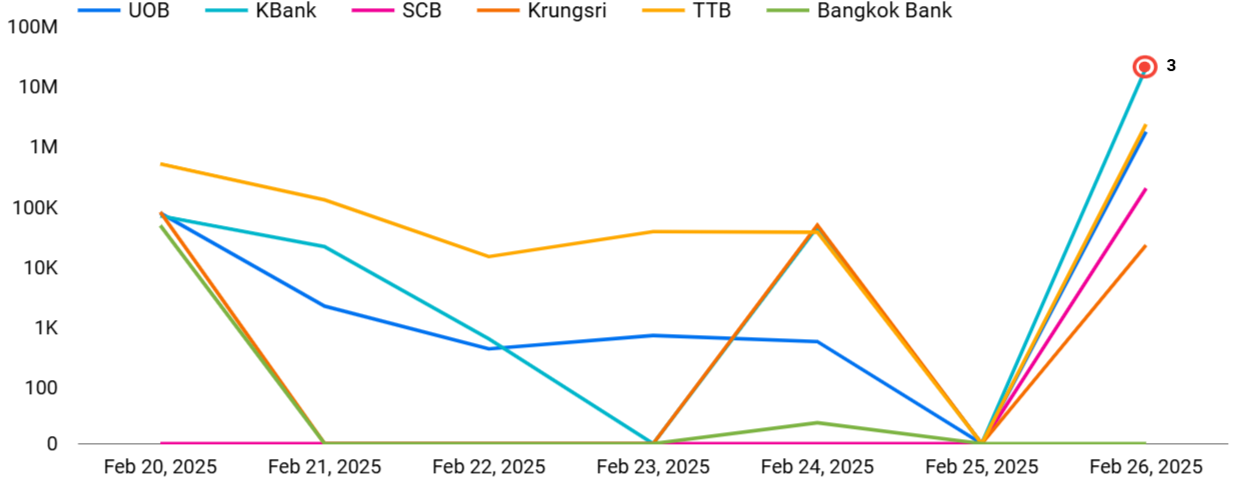 UOB KBank SCB Krungsri TTB Bangkok Bank
100M
3
10M
1M
100K
10K
1K
100
0
Feb 20, 2025 Feb 21, 2025 Feb 22, 2025 Feb 23, 2025 Feb 24, 2025 Feb 25, 2025 Feb 26, 2025